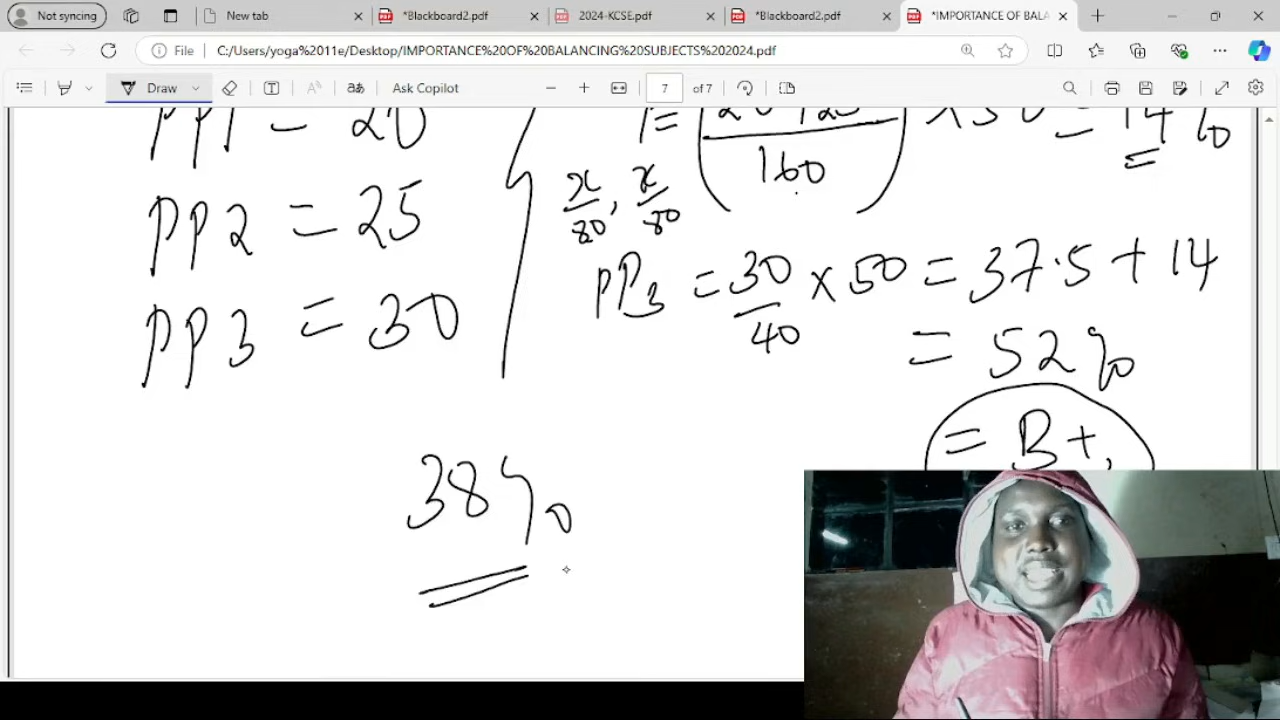 Not syncing
New tab
*Blackboard2.pdf
2024-KCSE.pdf
*Blackboard2.pdf
*IMPORTANCE OF BALA
File
C:/Users/yoga%2011e/Desktop/IMPORTANCE%20OF%20BALANCING%20SUBJECTS%202024.pdf
Draw
Ask Copilot
7 of 7
PP1 = 20
160
= 14%
x/80, x/80
PP2 = 25
PP3 = 30/40 x 50 = 37.5 + 14
PP3 = 30
= 52%
= B+,
38%